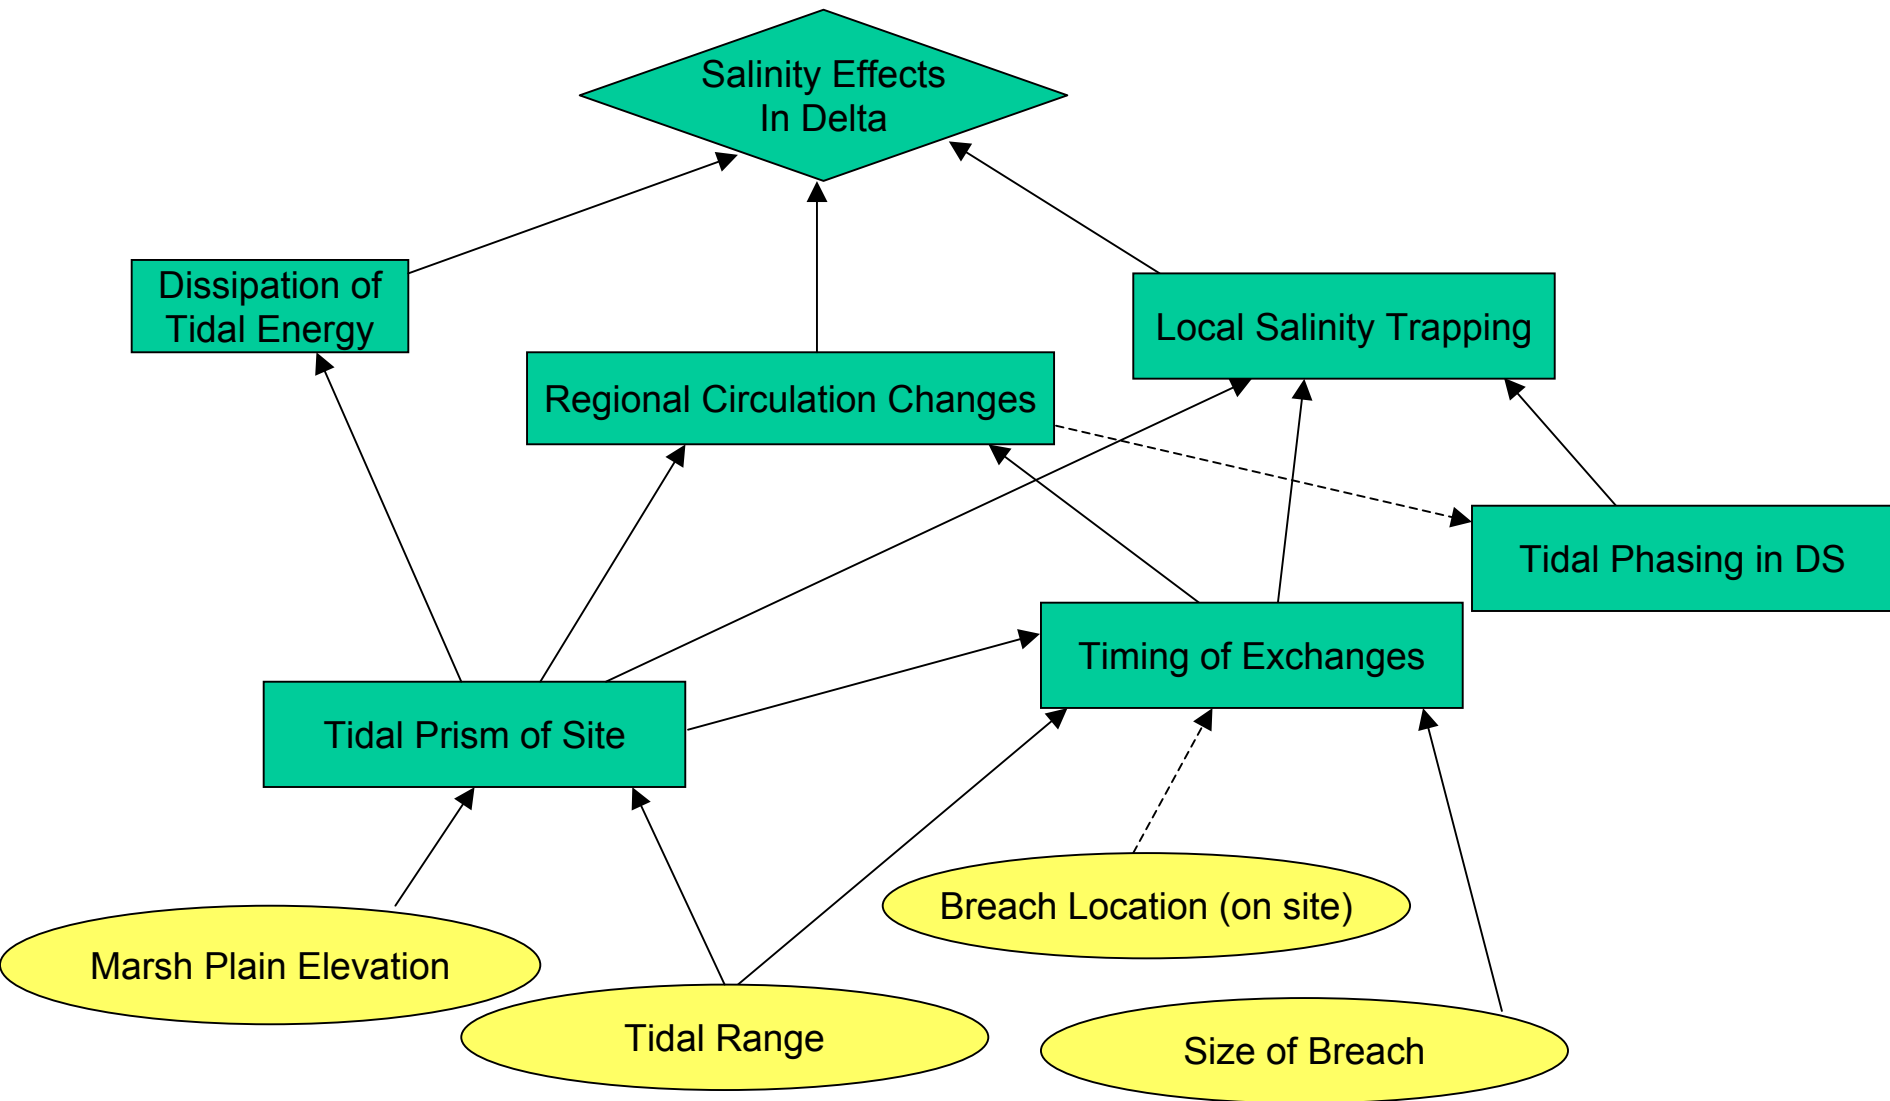 Salinity Effects
In Delta
Dissipation of
Tidal Energy
Local Salinity Trapping
Regional Circulation Changes
Tidal Phasing in DS
Timing of Exchanges
Tidal Prism of Site
Breach Location (on site)
Marsh Plain Elevation
Tidal Range
Size of Breach